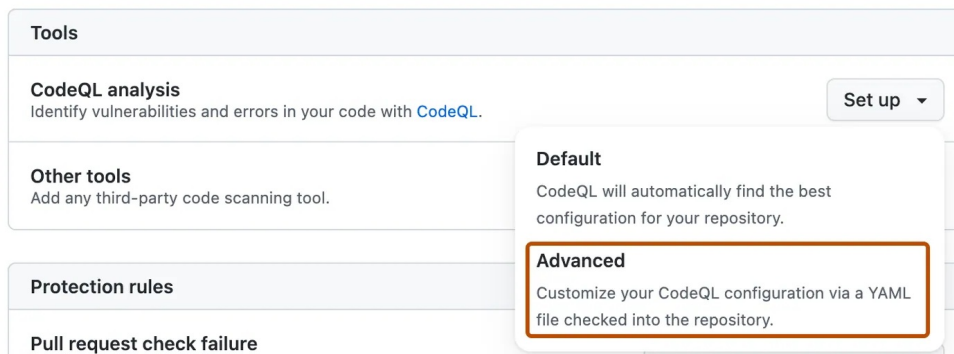 Tools
CodeQL analysis
Identify vulnerabilities and errors in your code with CodeQL.
Set up
Other tools
Add any third-party code scanning tool.
Default
CodeQL will automatically find the best
configuration for your repository.
Advanced
Customize your CodeQL configuration via a YAML
file checked into the repository.
Protection rules
Pull request check failure